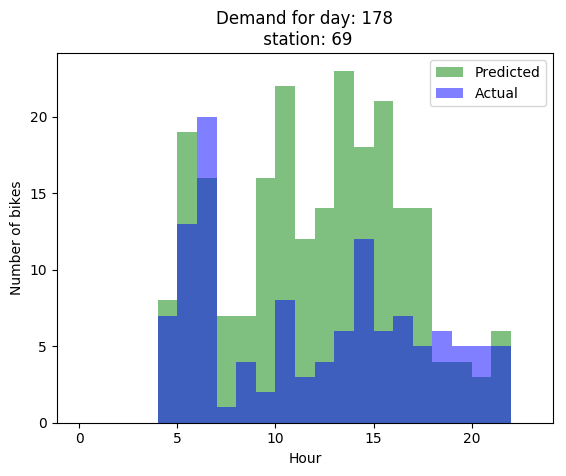 Demand for day: 178
station: 69
Predicted
Actual
Number of bikes
20
15
10
5
0
0
5
10
15
20
Hour